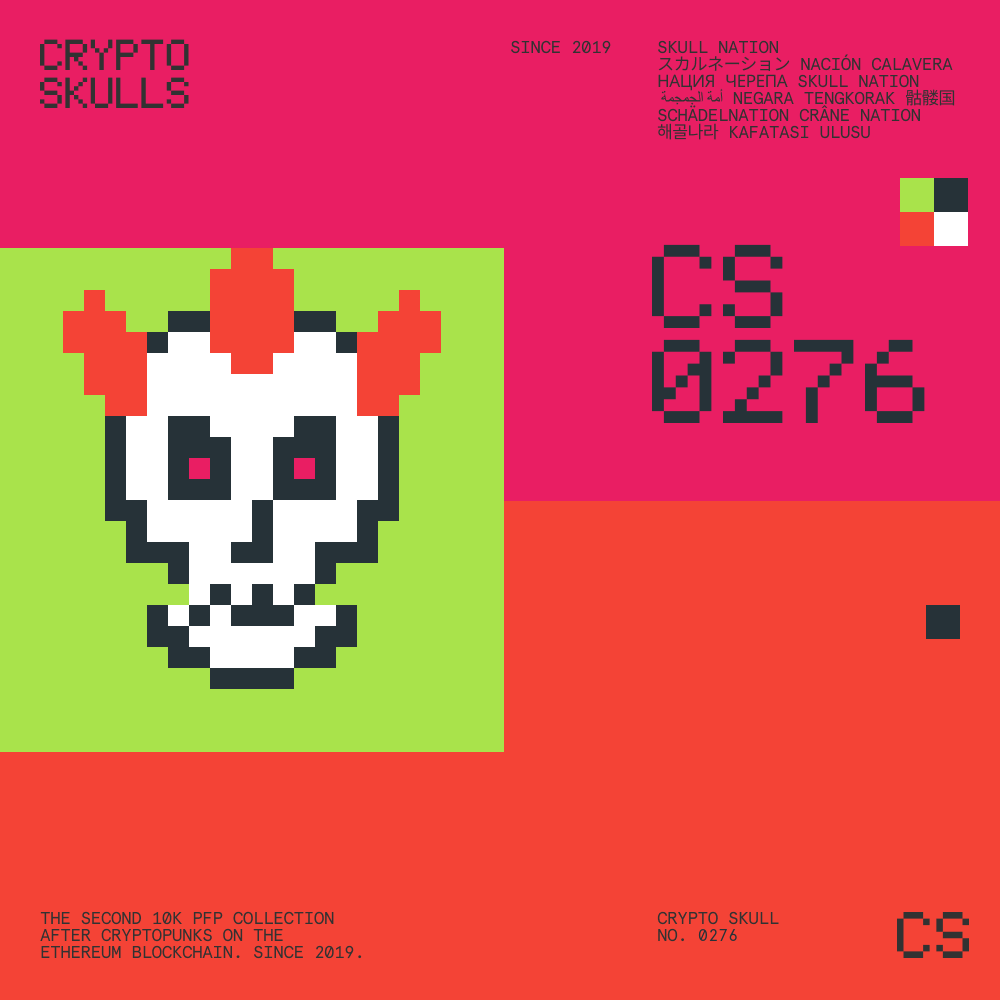 CRYPTO
SKULLS
SINCE 2019
SKULL NATION
スカルネーション NACIÓN CALAVERA
НАЦИЯ ЧЕРЕПА SKULL NATION
أمة الجمجمة NEGARA TENGKORAK 骷髅国
SCHÄDELNATION CRÂNE NATION
해골나라 KAFATASI ULUSU
CS
0276
THE SECOND 10K PFP COLLECTION
AFTER CRYPTOPUNKS ON THE
ETHEREUM BLOCKCHAIN. SINCE 2019.
CRYPTO SKULL
NO. 0276
CS